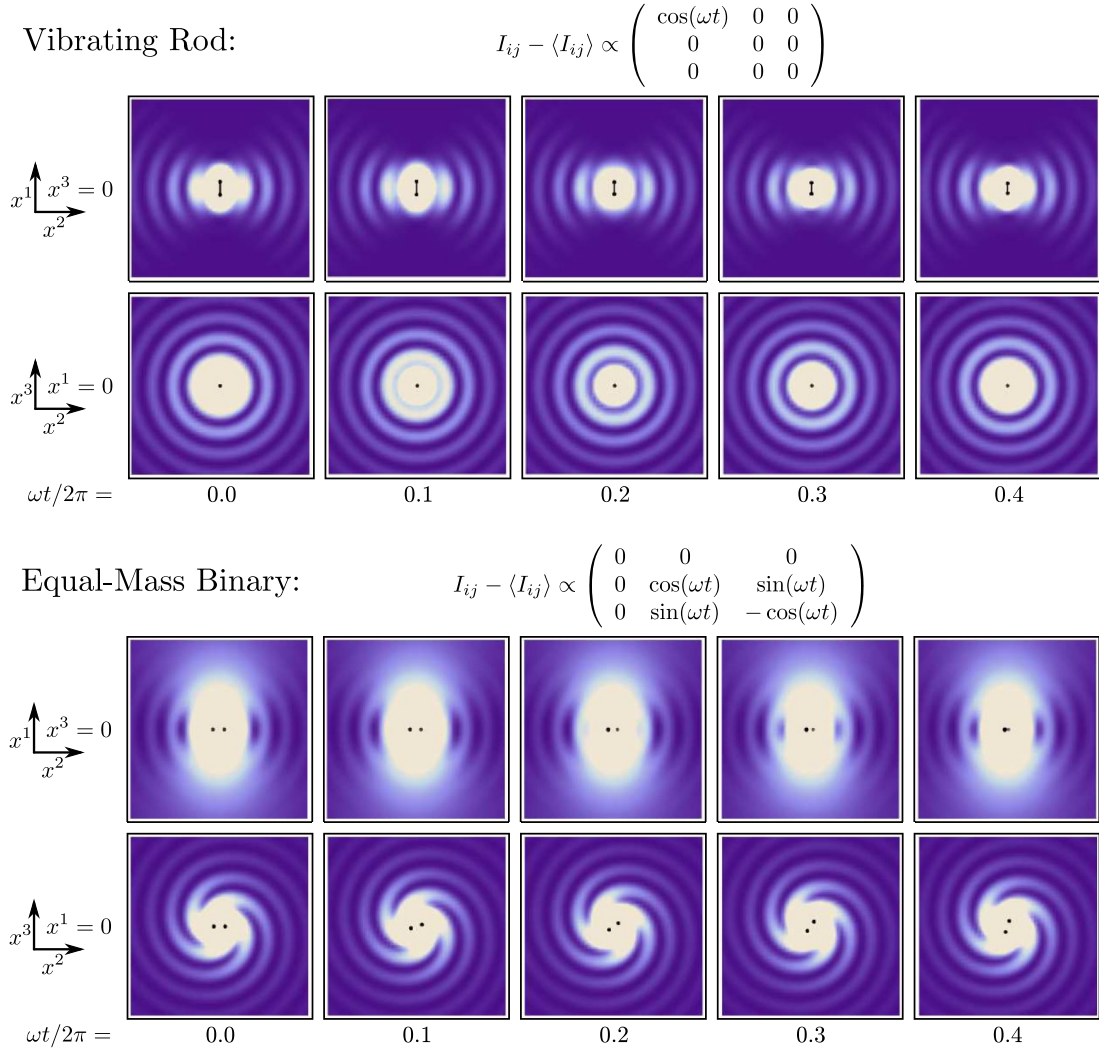 Vibrating Rod:
I_{ij} − ⟨I_{ij}⟩ ∝ ( cos(ωt) 0 0
0 0 0
0 0 0 )
x^1 x^3 = 0
x^2
x^3 x^1 = 0
x^2
ωt/2π = 0.0 0.1 0.2 0.3 0.4
Equal-Mass Binary:
I_{ij} − ⟨I_{ij}⟩ ∝ ( 0 0 0
0 cos(ωt) sin(ωt)
0 sin(ωt) − cos(ωt) )
x^1 x^3 = 0
x^2
x^3 x^1 = 0
x^2
ωt/2π = 0.0 0.1 0.2 0.3 0.4